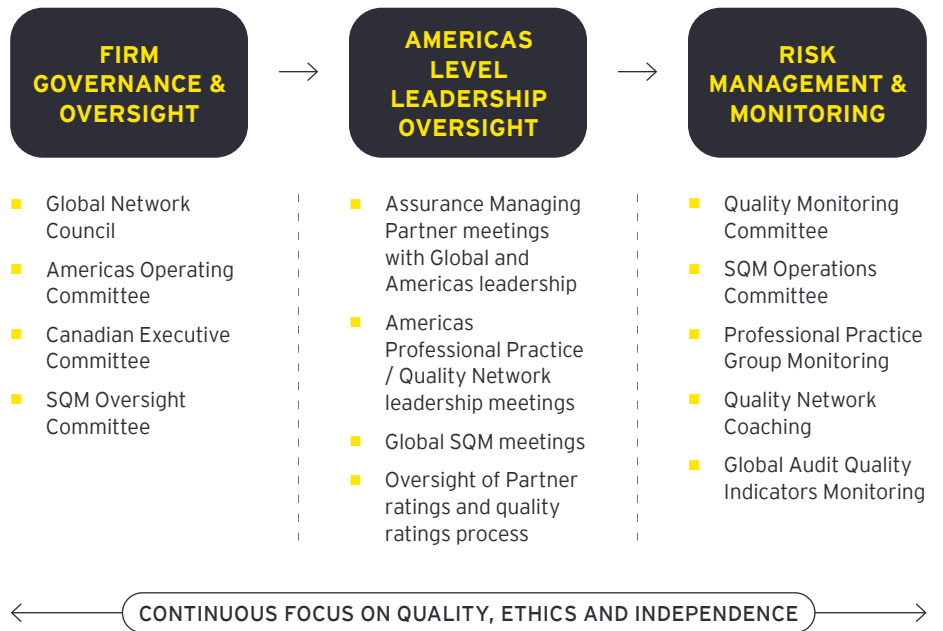 FIRM
GOVERNANCE &
OVERSIGHT
AMERICAS
LEVEL
LEADERSHIP
OVERSIGHT
RISK
MANAGEMENT &
MONITORING
Global Network
Council
Americas Operating
Committee
Canadian Executive
Committee
SQM Oversight
Committee
Assurance Managing
Partner meetings
with Global and
Americas leadership
Americas
Professional Practice
/ Quality Network
leadership meetings
Global SQM meetings
Oversight of Partner
ratings and quality
ratings process
Quality Monitoring
Committee
SQM Operations
Committee
Professional Practice
Group Monitoring
Quality Network
Coaching
Global Audit Quality
Indicators Monitoring
CONTINUOUS FOCUS ON QUALITY, ETHICS AND INDEPENDENCE